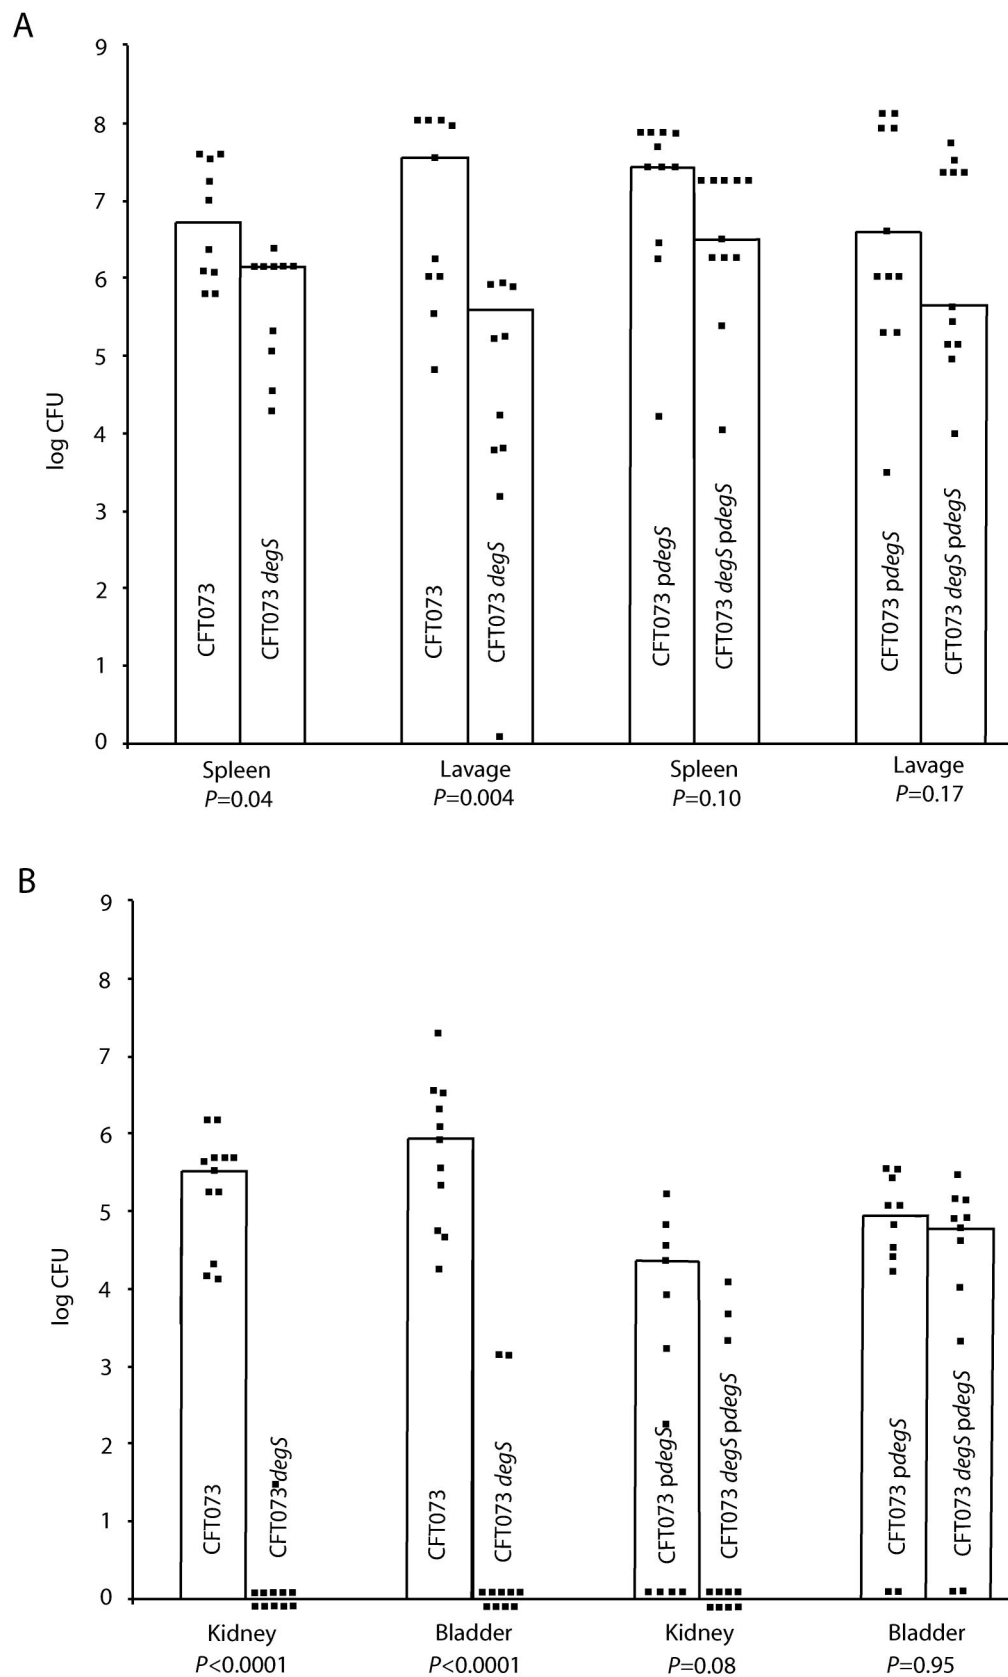 A
9
8
7
6
5
4
3
2
1
0
log CFU
CFT073
CFT073 degS
CFT073
CFT073 degS
CFT073 pdegS
CFT073 degS pdegS
CFT073 pdegS
CFT073 degS pdegS
Spleen
P=0.04
Lavage
P=0.004
Spleen
P=0.10
Lavage
P=0.17
B
9
8
7
6
5
4
3
2
1
0
log CFU
CFT073
CFT073 degS
CFT073
CFT073 degS
CFT073 pdegS
CFT073 degS pdegS
CFT073 pdegS
CFT073 degS pdegS
Kidney
P<0.0001
Bladder
P<0.0001
Kidney
P=0.08
Bladder
P=0.95